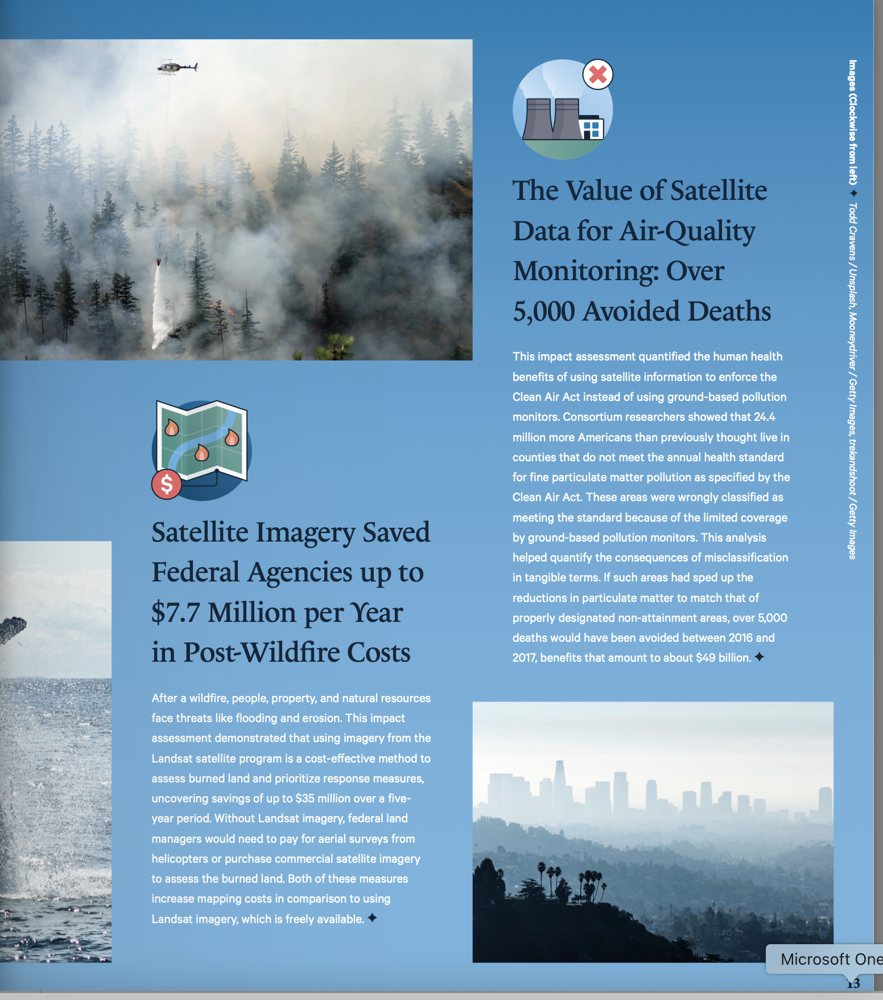 Satellite Imagery Saved
Federal Agencies up to
$7.7 Million per Year
in Post-Wildfire Costs
After a wildfire, people, property, and natural resources
face threats like flooding and erosion. This impact
assessment demonstrated that using imagery from the
Landsat satellite program is a cost-effective method to
assess burned land and prioritize response measures,
uncovering savings of up to $35 million over a five-
year period. Without Landsat imagery, federal land
managers would need to pay for aerial surveys from
helicopters or purchase commercial satellite imagery
to assess the burned land. Both of these measures
increase mapping costs in comparison to using
Landsat imagery, which is freely available. ✦
$
The Value of Satellite
Data for Air-Quality
Monitoring: Over
5,000 Avoided Deaths
This impact assessment quantified the human health
benefits of using satellite information to enforce the
Clean Air Act instead of using ground-based pollution
monitors. Consortium researchers showed that 24.4
million more Americans than previously thought live in
counties that do not meet the annual health standard
for fine particulate matter pollution as specified by the
Clean Air Act. These areas were wrongly classified as
meeting the standard because of the limited coverage
by ground-based pollution monitors. This analysis
helped quantify the consequences of misclassification
in tangible terms. If such areas had sped up the
reductions in particulate matter to match that of
properly designated non-attainment areas, over 5,000
deaths would have been avoided between 2016 and
2017, benefits that amount to about $49 billion. ✦
Images (Clockwise from left) ✦ Todd Cravens / Unsplash, Mooneydriver / Getty Images, trekandshoot / Getty Images
Microsoft One
13